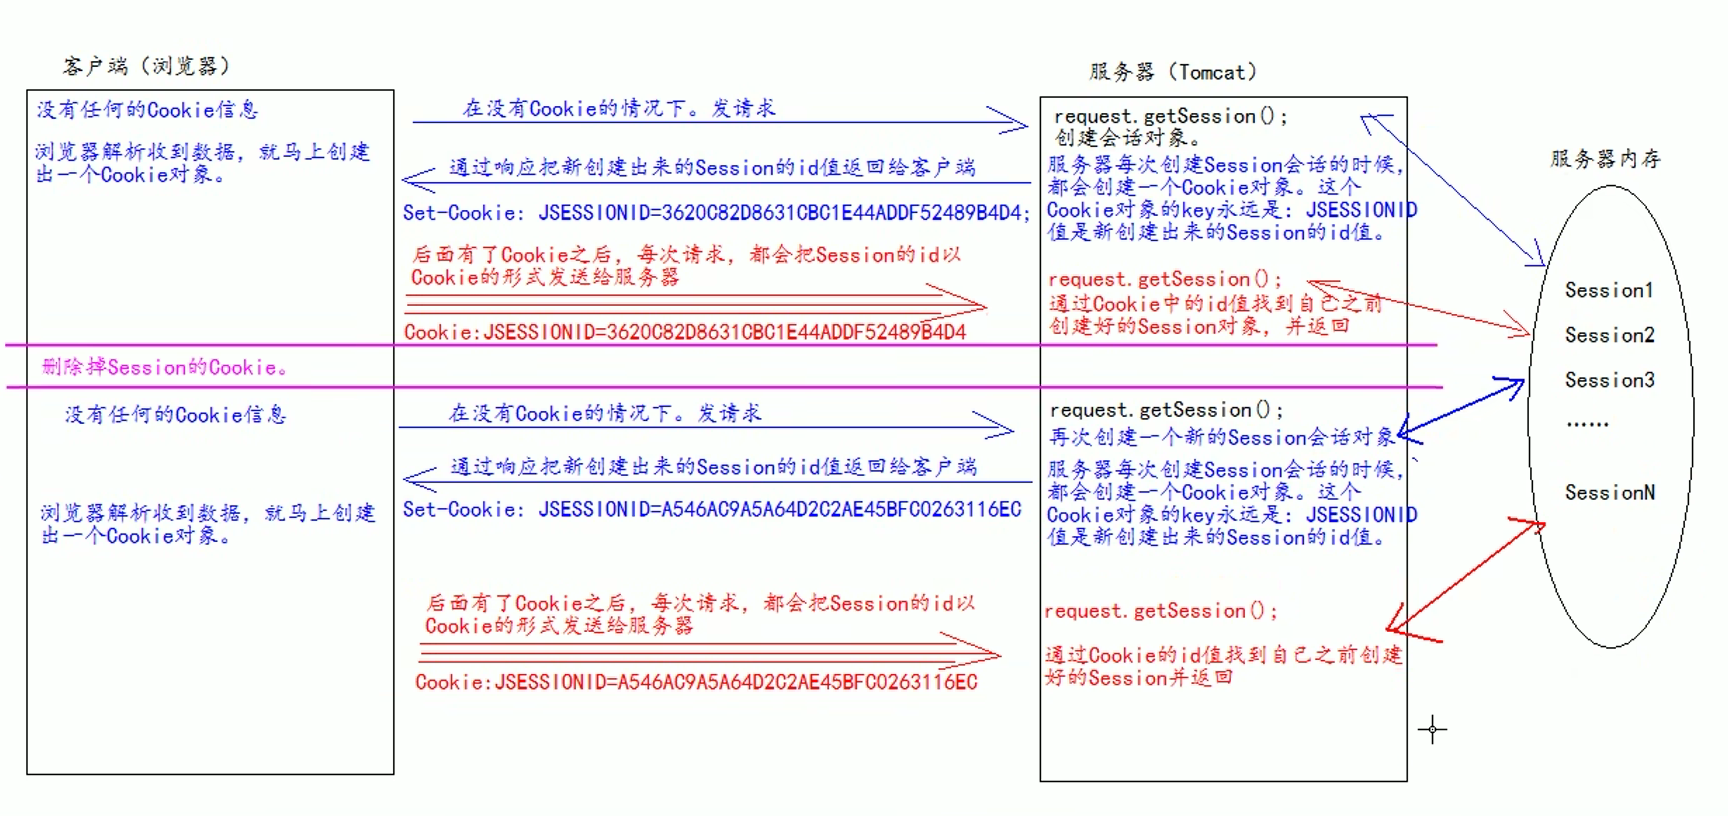 客户端（浏览器）
服务器（Tomcat）
没有任何的Cookie信息
浏览器解析收到数据，就马上创建
出一个Cookie对象。
在没有Cookie的情况下。发请求
通过响应把新创建出来的Session的id值返回给客户端
Set-Cookie: JSESSIONID=3620C82D8631CBC1E44ADDF52489B4D4;
后面有了Cookie之后，每次请求，都会把Session的id以
Cookie的形式发送给服务器
Cookie:JSESSIONID=3620C82D8631CBC1E44ADDF52489B4D4
request.getSession();
创建会话对象。
服务器每次创建Session会话的时候，
都会创建一个Cookie对象。这个
Cookie对象的key永远是：JSESSIONID
值是新创建出来的Session的id值。
request.getSession();
通过Cookie中的id值找到自己之前
创建好的Session对象，并返回
服务器内存
Session1
Session2
Session3
......
SessionN
删除掉Session的Cookie。
没有任何的Cookie信息
浏览器解析收到数据，就马上创建
出一个Cookie对象。
在没有Cookie的情况下。发请求
通过响应把新创建出来的Session的id值返回给客户端
Set-Cookie: JSESSIONID=A546AC9A5A64D2C2AE45BFC0263116EC
后面有了Cookie之后，每次请求，都会把Session的id以
Cookie的形式发送给服务器
Cookie:JSESSIONID=A546AC9A5A64D2C2AE45BFC0263116EC
request.getSession();
再次创建一个新的Session会话对象
服务器每次创建Session会话的时候，
都会创建一个Cookie对象。这个
Cookie对象的key永远是：JSESSIONID
值是新创建出来的Session的id值。
request.getSession();
通过Cookie的id值找到自己之前创建
好的Session并返回